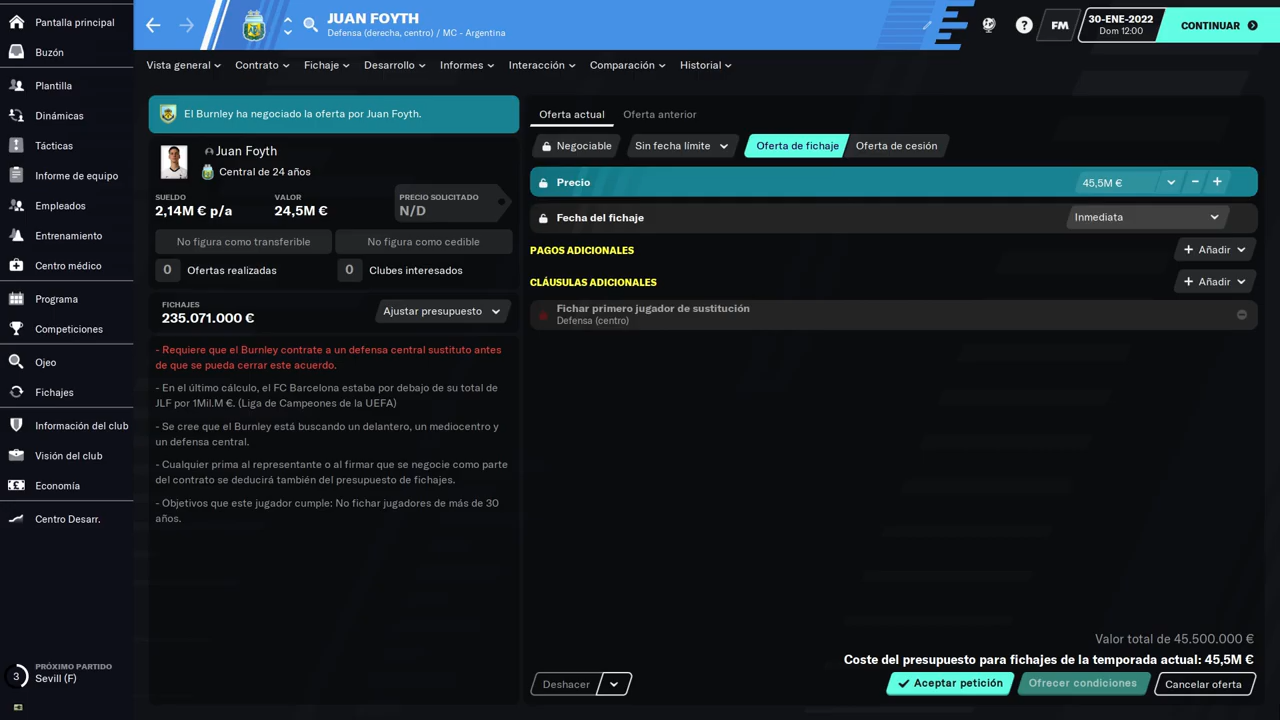 Pantalla principal
Buzón
Plantilla
Dinámicas
Tácticas
Informe de equipo
Empleados
Entrenamiento
Centro médico
Programa
Competiciones
Ojeo
Fichajes
Información del club
Visión del club
Economía
Centro Desarr.
3
PRÓXIMO PARTIDO
Sevill (F)
JUAN FOYTH
Defensa (derecha, centro) / MC - Argentina
?
FM
30-ENE-2022
Dom 12:00
CONTINUAR
Vista general
Contrato
Fichaje
Desarrollo
Informes
Interacción
Comparación
Historial
El Burnley ha negociado la oferta por Juan Foyth.
Juan Foyth
Central de 24 años
SUELDO
2,14M € p/a
VALOR
24,5M €
PRECIO SOLICITADO
N/D
No figura como transferible
No figura como cedible
0 Ofertas realizadas
0 Clubes interesados
FICHAJES
235.071.000 €
Ajustar presupuesto
- Requiere que el Burnley contrate a un defensa central sustituto antes
de que se pueda cerrar este acuerdo.
- En el último cálculo, el FC Barcelona estaba por debajo de su total de
JLF por 1Mil.M €. (Liga de Campeones de la UEFA)
- Se cree que el Burnley está buscando un delantero, un mediocentro y
un defensa central.
- Cualquier prima al representante o al firmar que se negocie como parte
del contrato se deducirá también del presupuesto de fichajes.
- Objetivos que este jugador cumple: No fichar jugadores de más de 30
años.
Oferta actual
Oferta anterior
Negociable
Sin fecha límite
Oferta de fichaje
Oferta de cesión
Precio
45,5M €
- +
Fecha del fichaje
Inmediata
PAGOS ADICIONALES
+ Añadir
CLÁUSULAS ADICIONALES
+ Añadir
Fichar primero jugador de sustitución
Defensa (centro)
Valor total de 45.500.000 €
Coste del presupuesto para fichajes de la temporada actual: 45,5M €
Deshacer
Aceptar petición
Ofrecer condiciones
Cancelar oferta